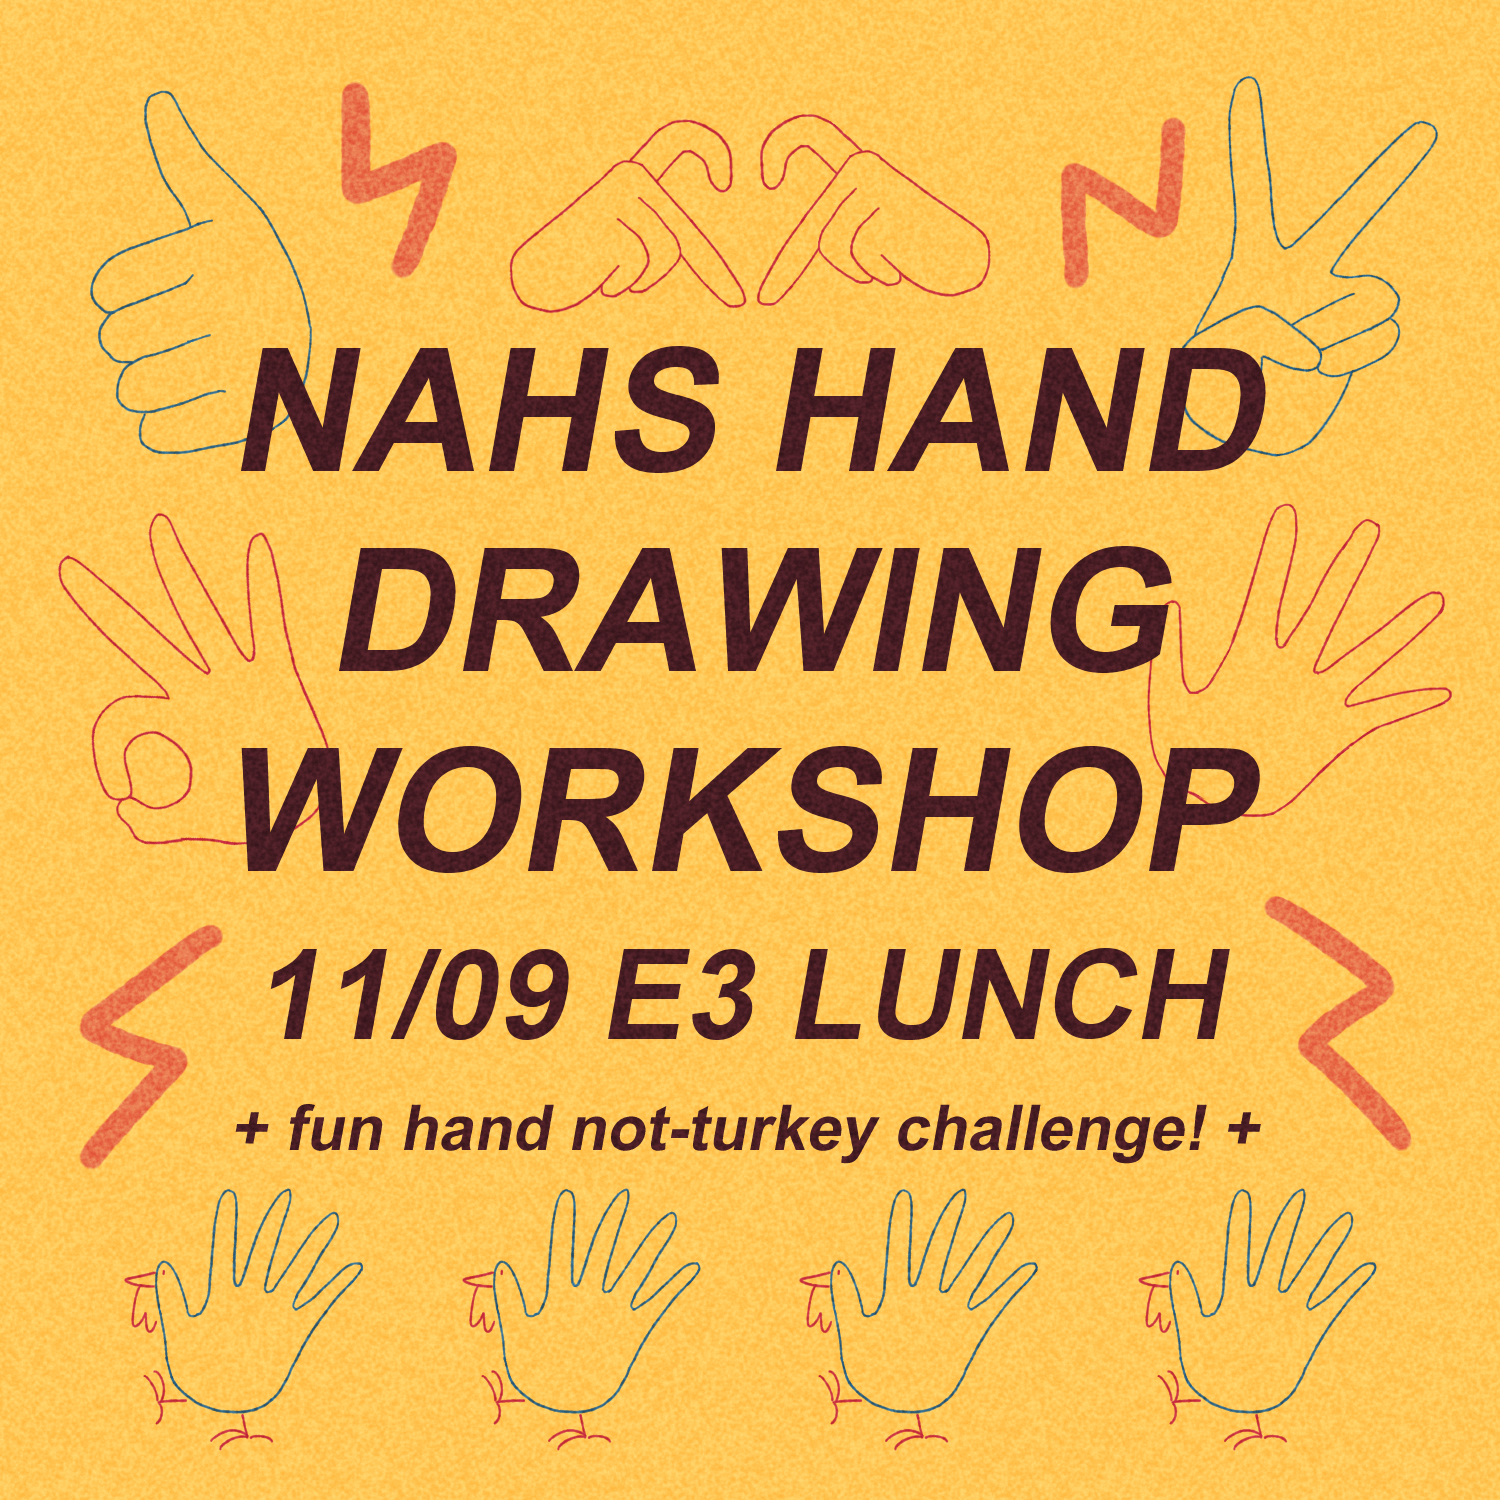 NAHS HAND
DRAWING
WORKSHOP
11/09 E3 LUNCH
+ fun hand not-turkey challenge! +